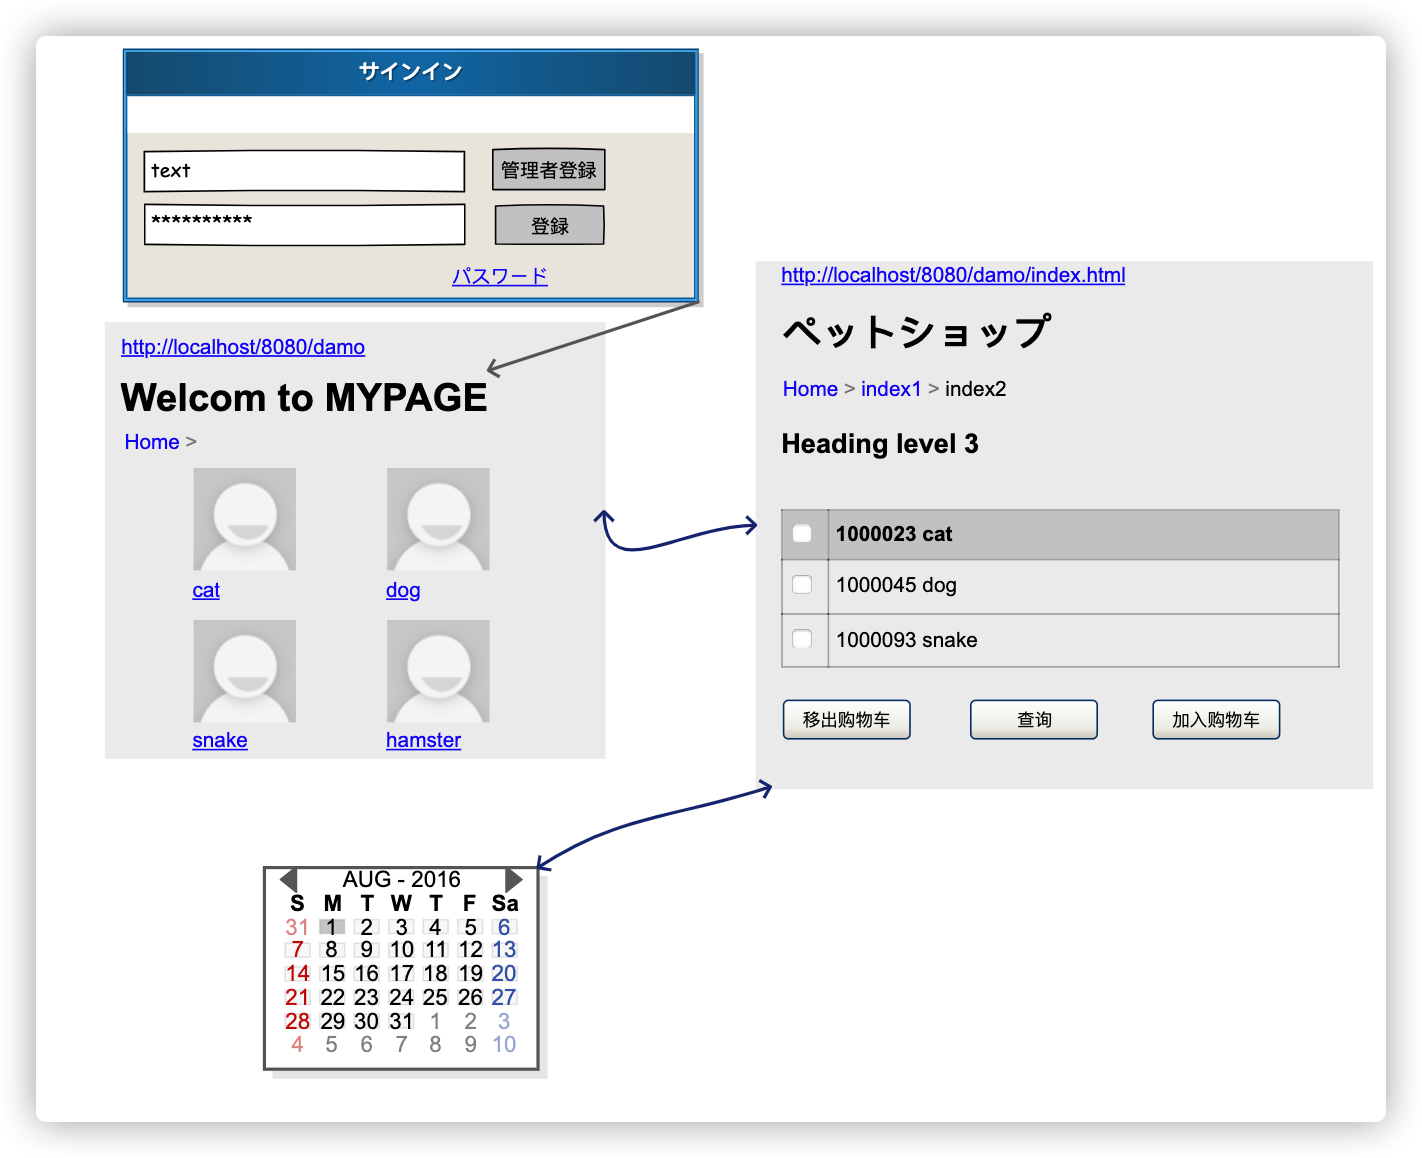 サインイン
text
管理者登録
**********
登録
パスワード
http://localhost/8080/damo
Welcom to MYPAGE
Home >
cat
dog
snake
hamster
http://localhost/8080/damo/index.html
ペットショップ
Home > index1 > index2
Heading level 3
1000023 cat
1000045 dog
1000093 snake
移出购物车
查询
加入购物车
AUG - 2016
S M T W T F Sa
31 1 2 3 4 5 6
7 8 9 10 11 12 13
14 15 16 17 18 19 20
21 22 23 24 25 26 27
28 29 30 31 1 2 3
4 5 6 7 8 9 10